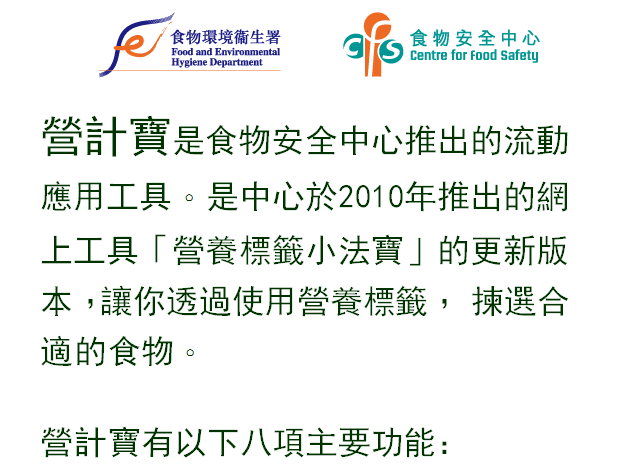 食物環境衞生署
Food and Environmental
Hygiene Department
cfs
食物安全中心
Centre for Food Safety
營計寶是食物安全中心推出的流動
應用工具。是中心於2010年推出的網
上工具「營養標籤小法寶」的更新版
本，讓你透過使用營養標籤， 揀選合
適的食物。
營計寶有以下八項主要功能: